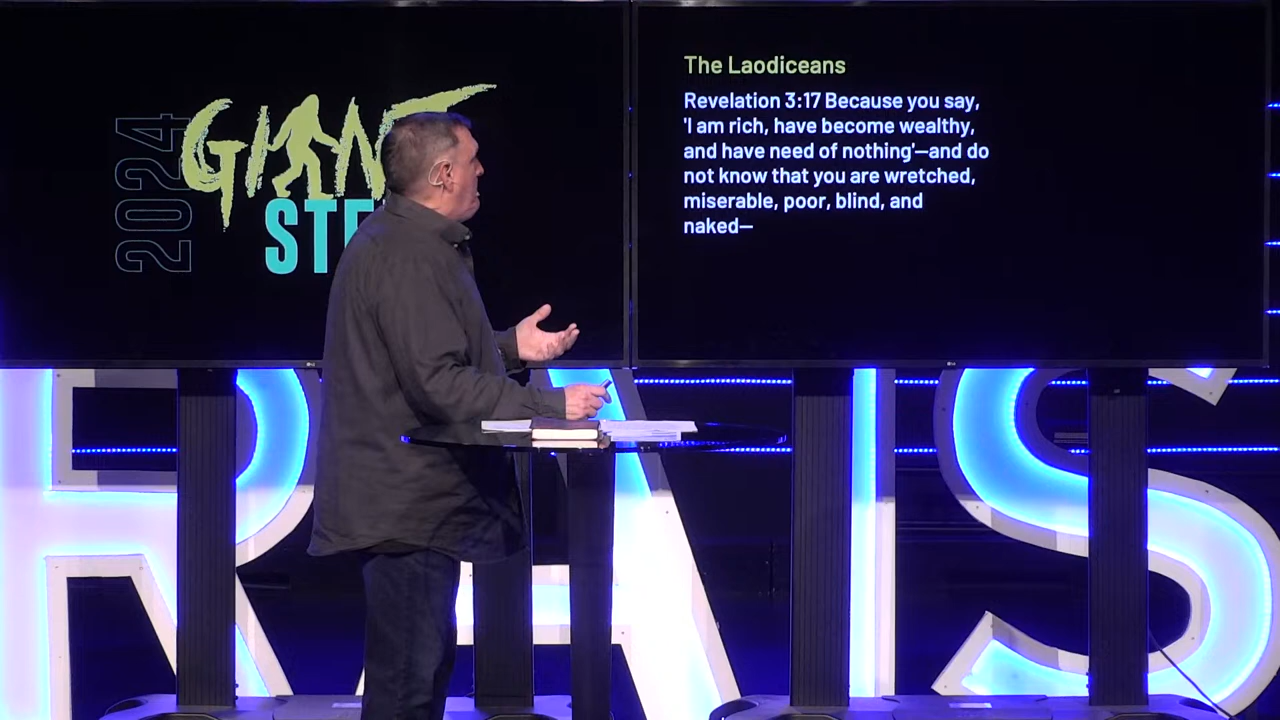 2024
GIANT
The Laodiceans
Revelation 3:17 Because you say,
'I am rich, have become wealthy,
and have need of nothing'—and do
not know that you are wretched,
miserable, poor, blind, and
naked—
RAIS